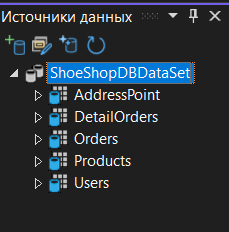 Источники данных
ShoeShopDBDataSet
AddressPoint
DetailOrders
Orders
Products
Users